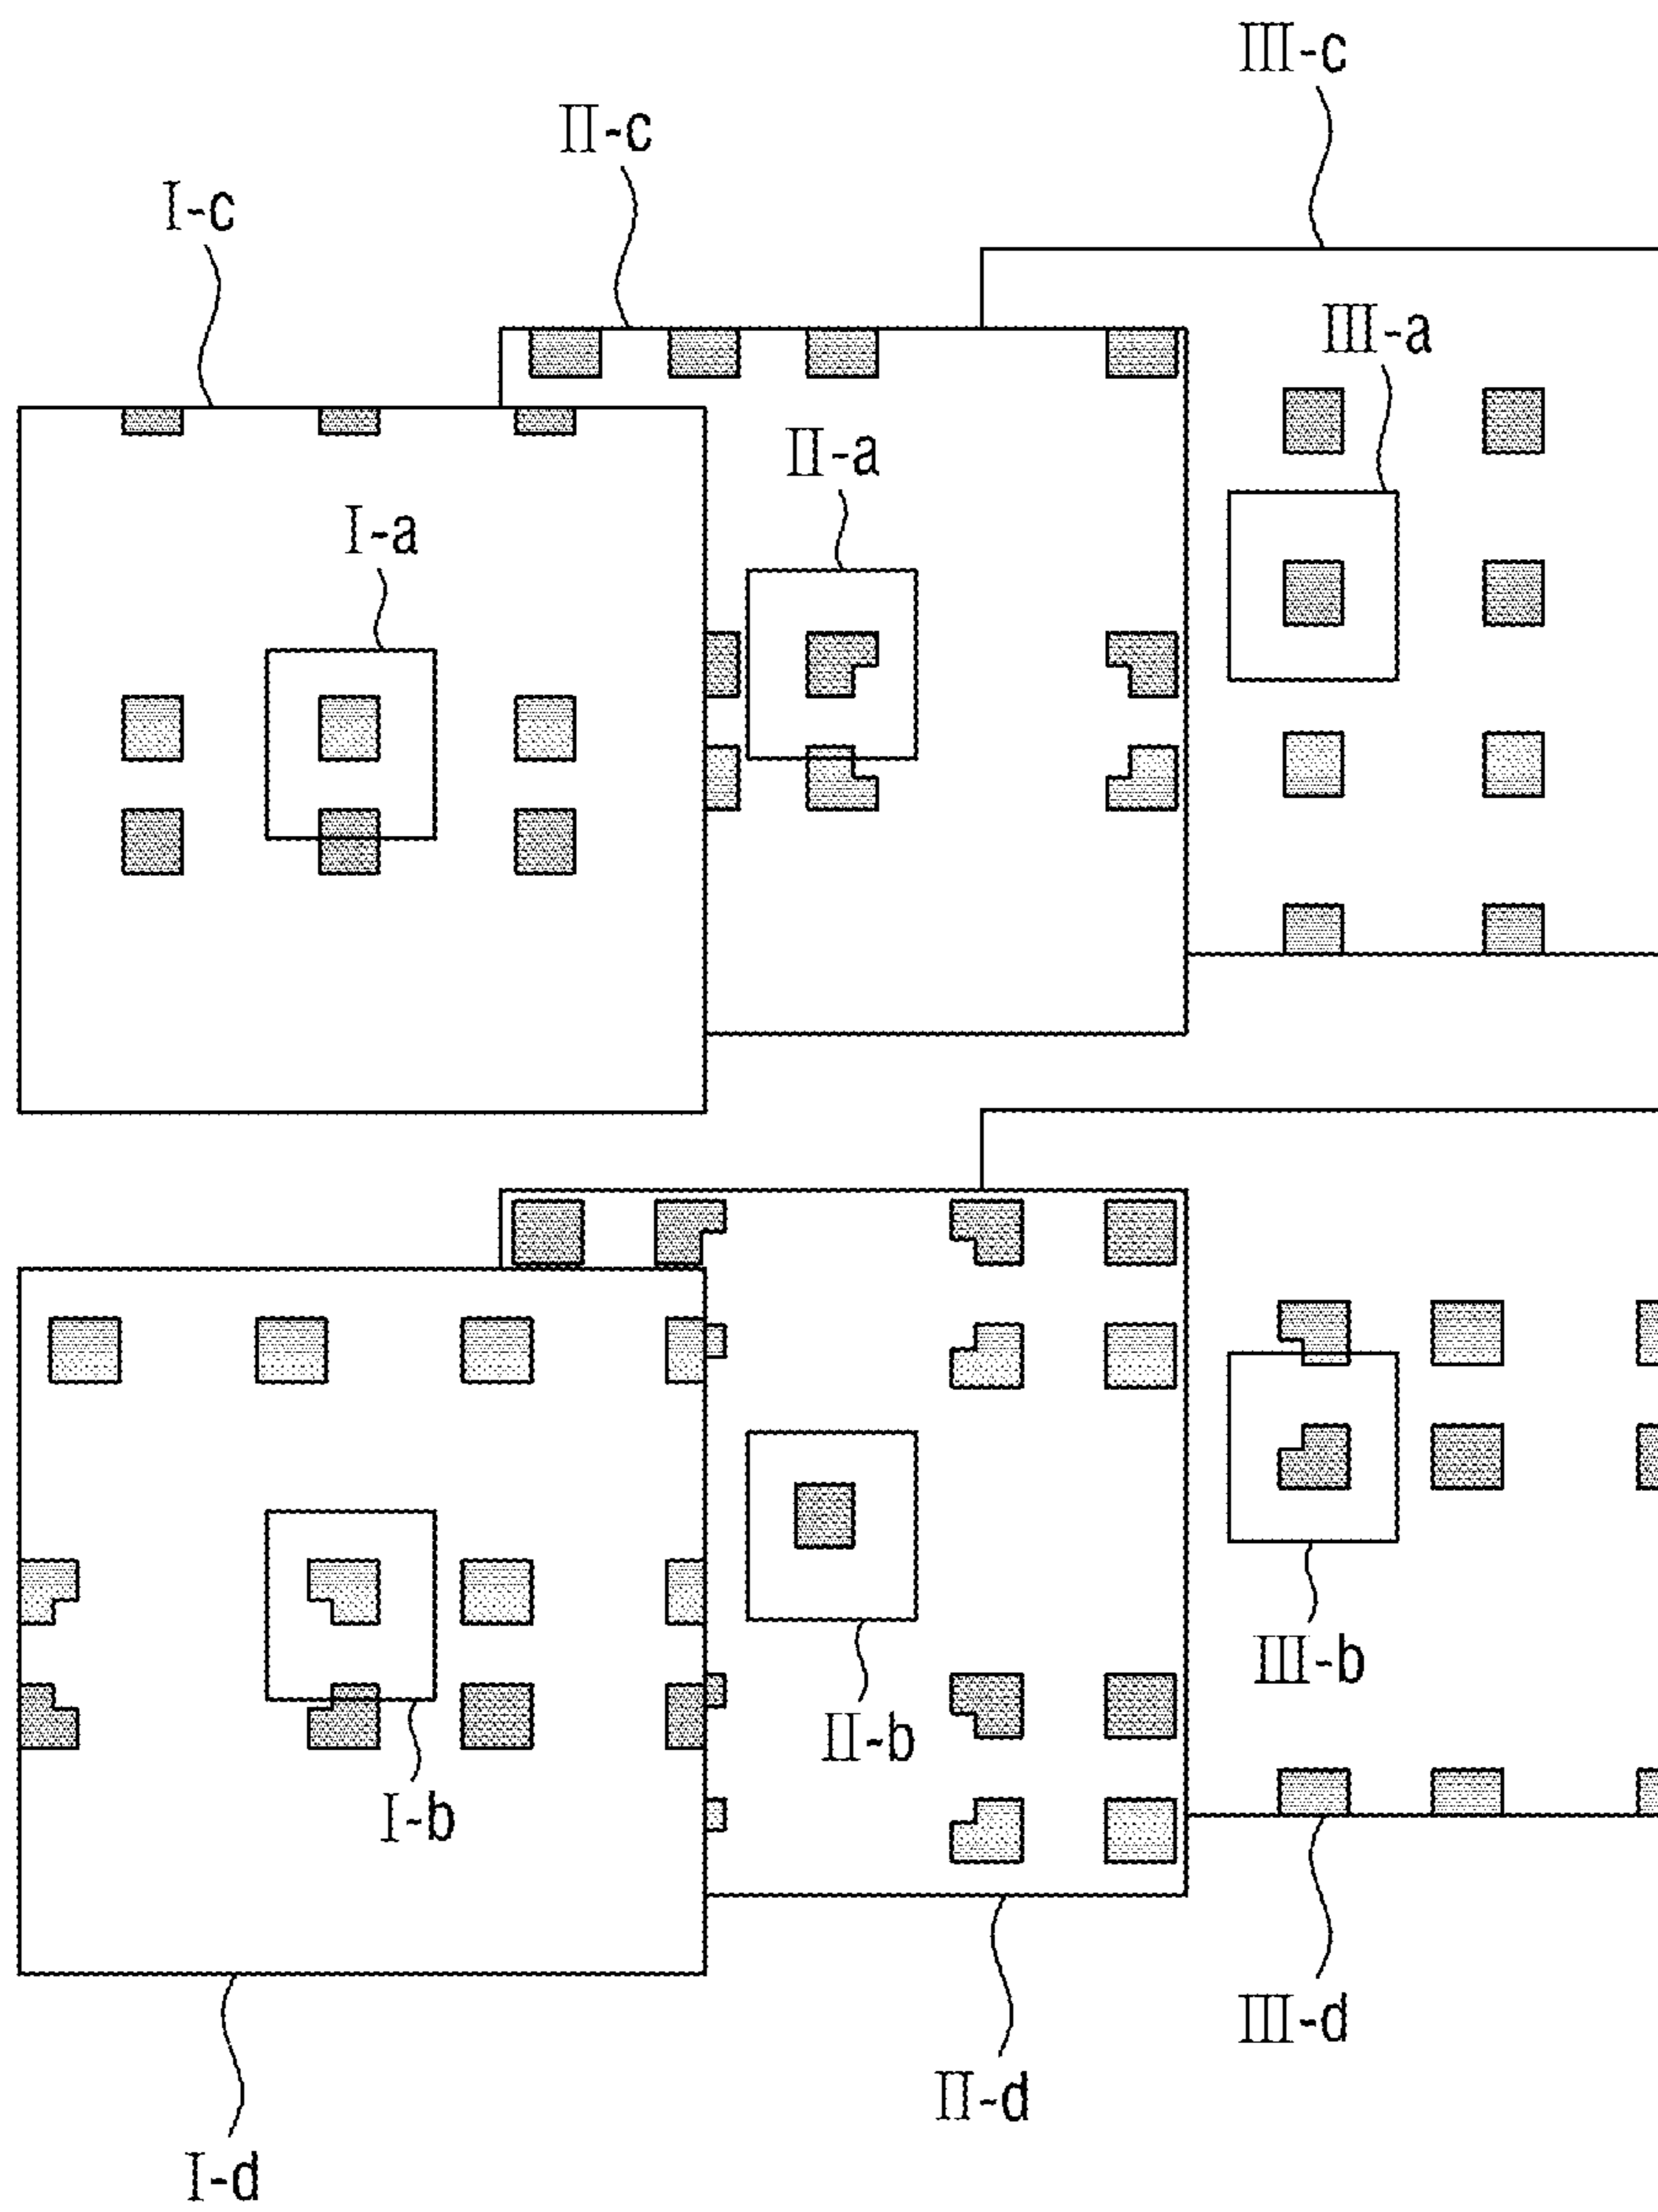 Ⅲ-c
Ⅱ-c
Ⅰ-c
Ⅲ-a
Ⅱ-a
Ⅰ-a
Ⅲ-b
Ⅱ-b
Ⅰ-b
Ⅲ-d
Ⅱ-d
Ⅰ-d